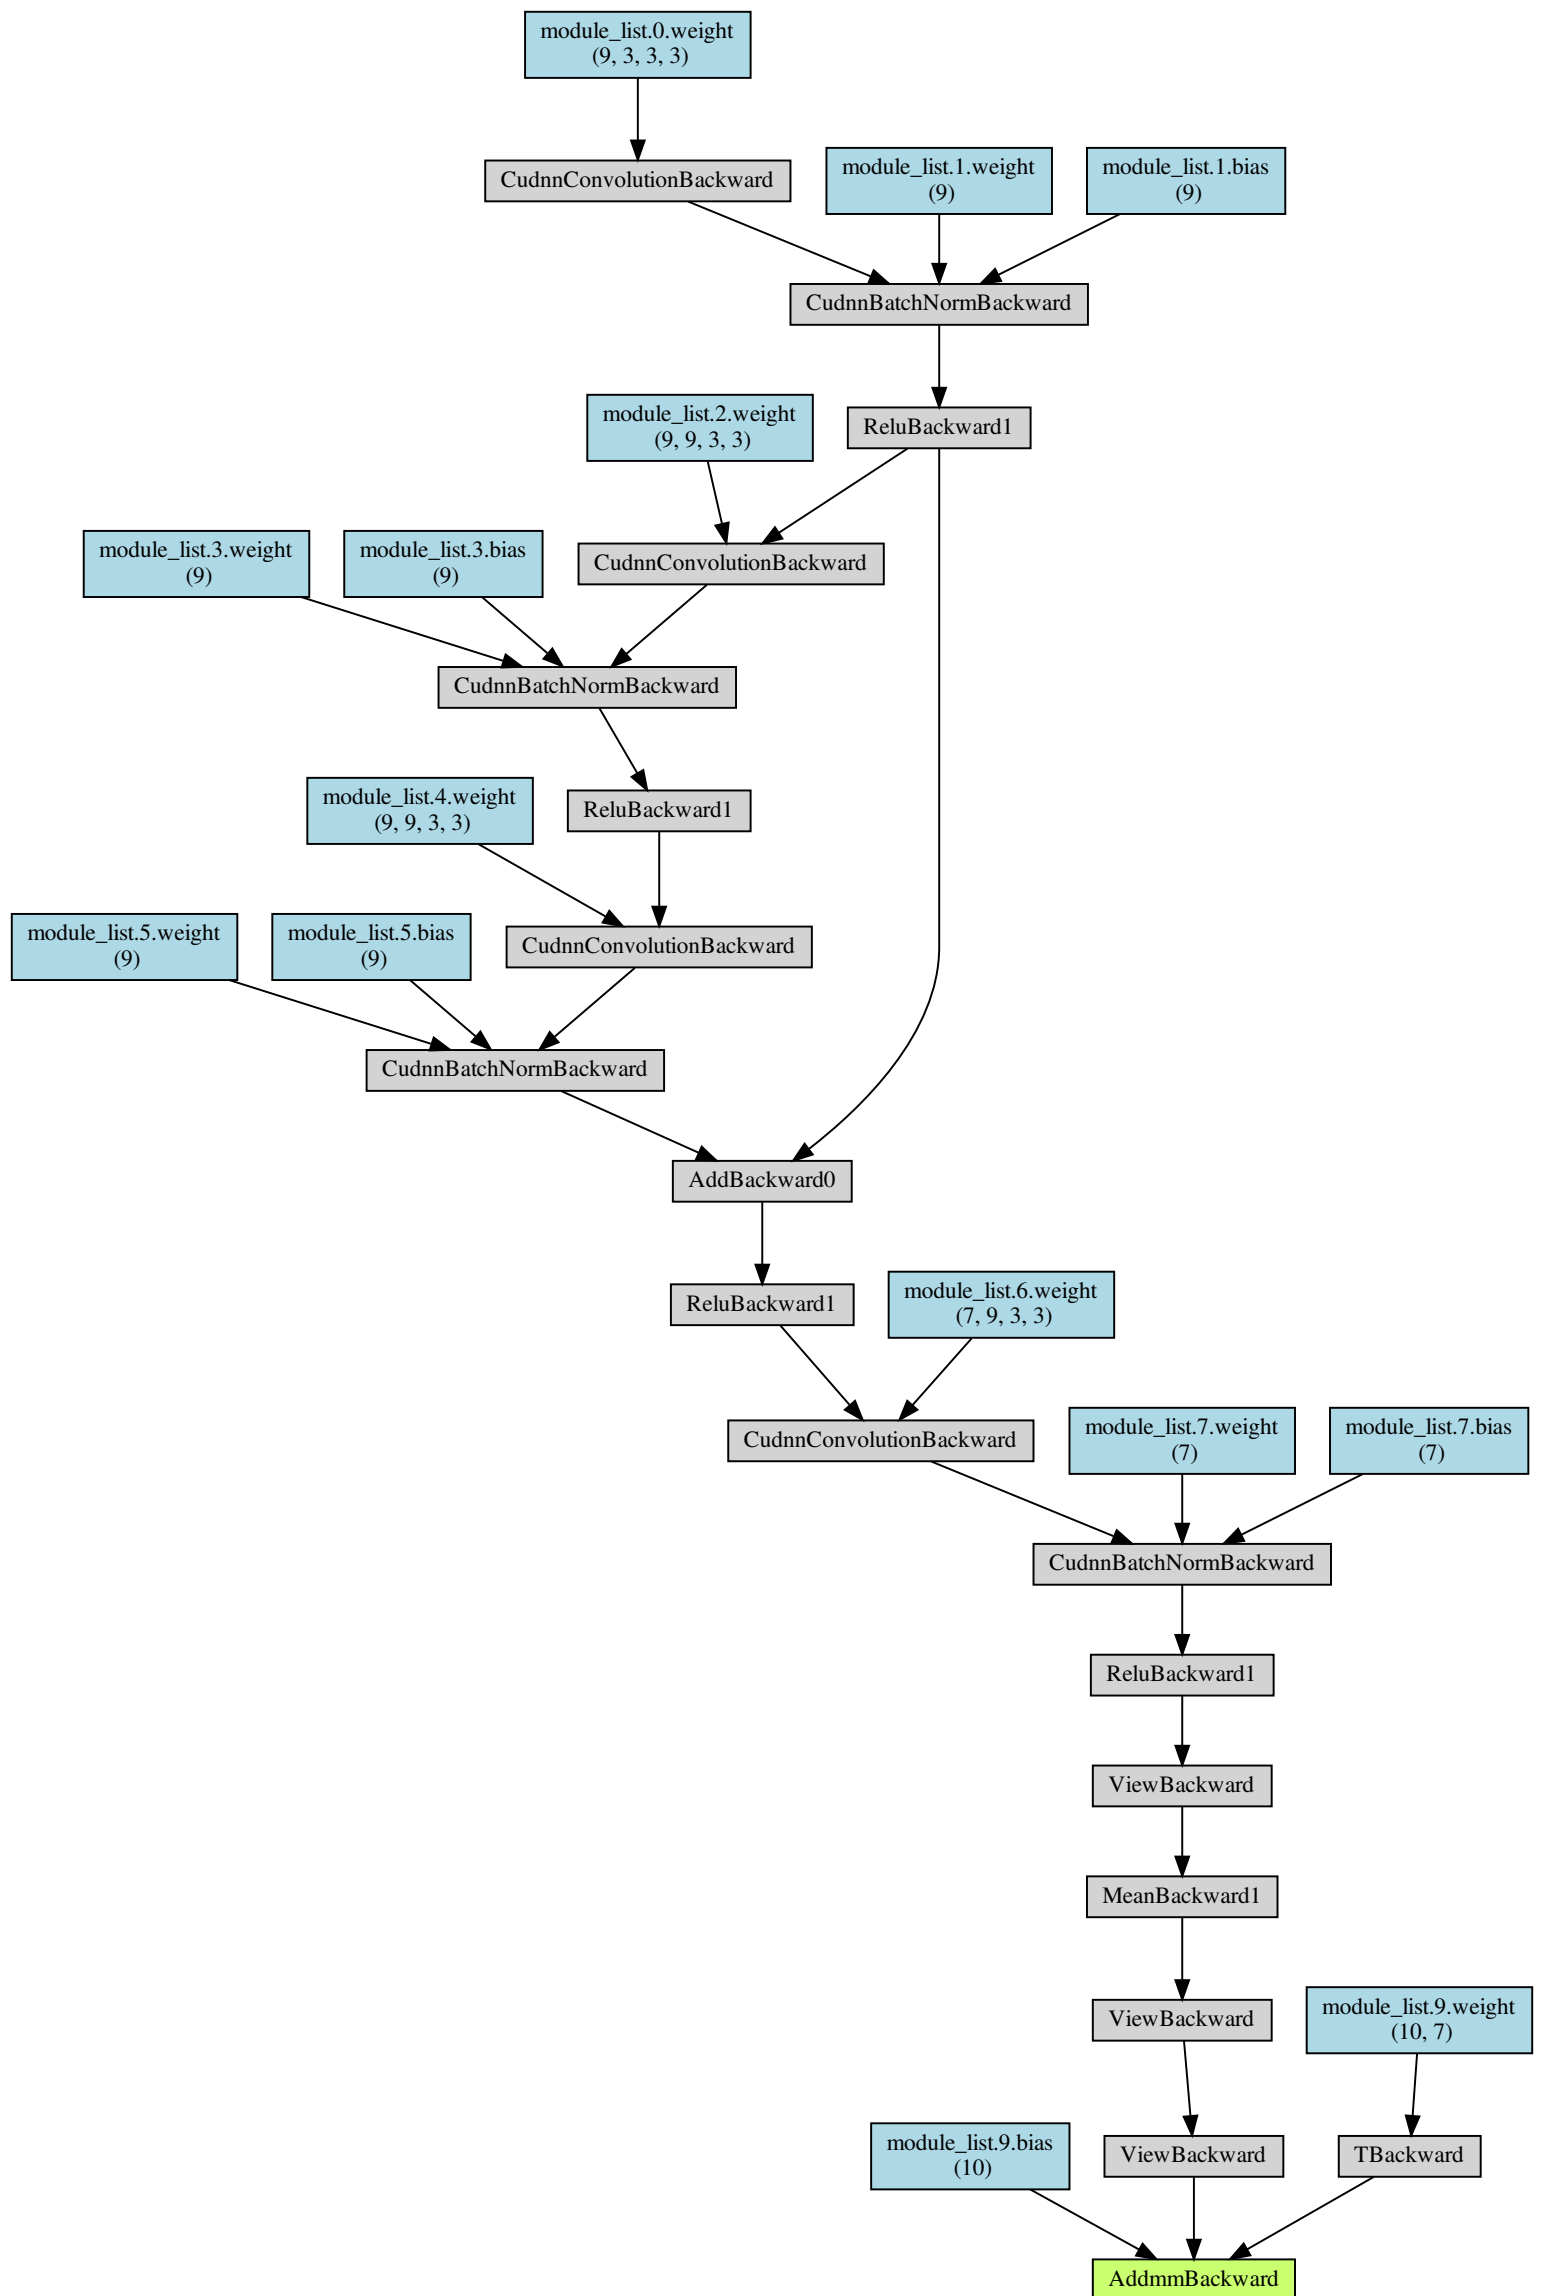 module_list.0.weight
(9, 3, 3, 3)
CudnnConvolutionBackward
module_list.1.weight
(9)
module_list.1.bias
(9)
CudnnBatchNormBackward
module_list.2.weight
(9, 9, 3, 3)
ReluBackward1
module_list.3.weight
(9)
module_list.3.bias
(9)
CudnnConvolutionBackward
CudnnBatchNormBackward
module_list.4.weight
(9, 9, 3, 3)
ReluBackward1
module_list.5.weight
(9)
module_list.5.bias
(9)
CudnnConvolutionBackward
CudnnBatchNormBackward
AddBackward0
ReluBackward1
module_list.6.weight
(7, 9, 3, 3)
CudnnConvolutionBackward
module_list.7.weight
(7)
module_list.7.bias
(7)
CudnnBatchNormBackward
ReluBackward1
ViewBackward
MeanBackward1
ViewBackward
module_list.9.weight
(10, 7)
module_list.9.bias
(10)
ViewBackward
TBackward
AddmmBackward